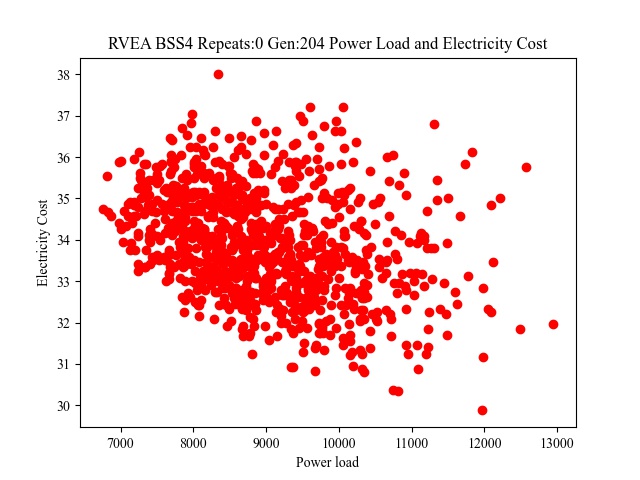 RVEA BSS4 Repeats:0 Gen:204 Power Load and Electricity Cost
38
37
36
35
34
33
32
31
30
Electricity Cost
7000 8000 9000 10000 11000 12000 13000
Power load